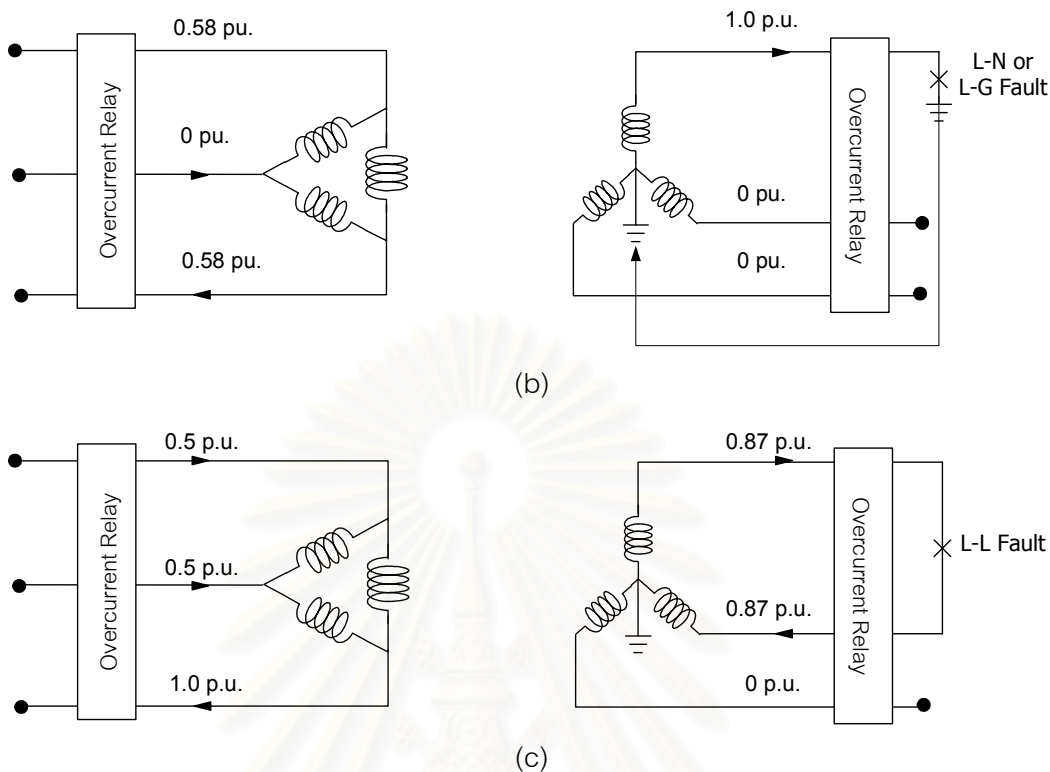 0.58 pu.
Overcurrent Relay
0 pu.
0.58 pu.
1.0 p.u.
Overcurrent Relay
0 pu.
0 pu.
L-N or
L-G Fault
(b)
0.5 p.u.
Overcurrent Relay
0.5 p.u.
1.0 p.u.
0.87 p.u.
Overcurrent Relay
0.87 p.u.
0 p.u.
L-L Fault
(c)